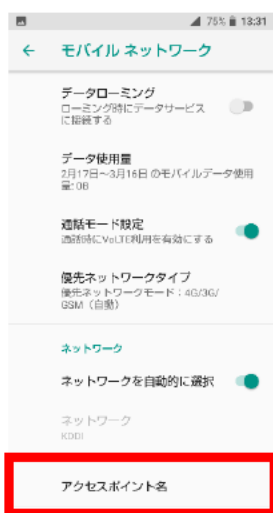 75% 13:31
モバイル ネットワーク
データローミング
ローミング時にデータサービス
に接続する
データ使用量
2月17日~3月16日 のモバイルデータ使用
量: 0B
通話モード設定
通話時にVoLTE利用を有効にする
優先ネットワークタイプ
優先ネットワークモード：4G/3G/
GSM（自動）
ネットワーク
ネットワークを自動的に選択
ネットワーク
KDDI
アクセスポイント名